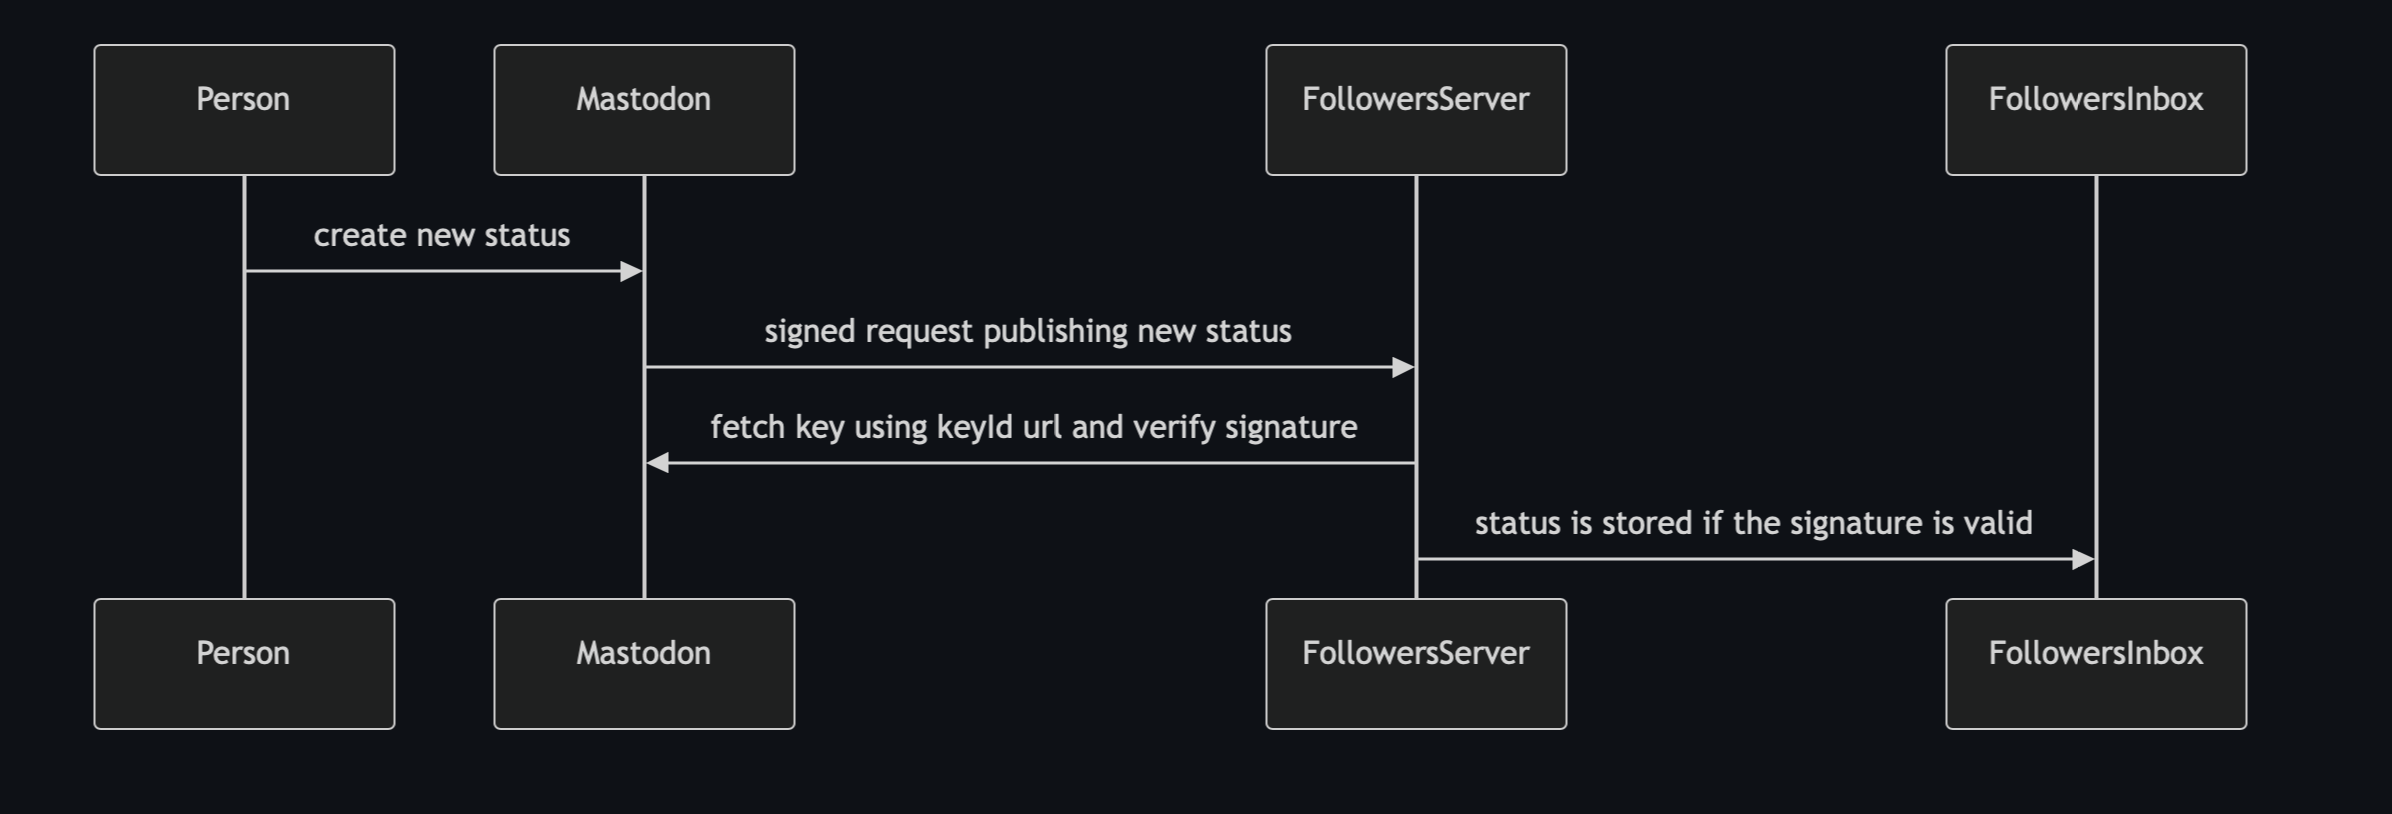 Person
Mastodon
FollowersServer
FollowersInbox
create new status
signed request publishing new status
fetch key using keyId url and verify signature
status is stored if the signature is valid
Person
Mastodon
FollowersServer
FollowersInbox